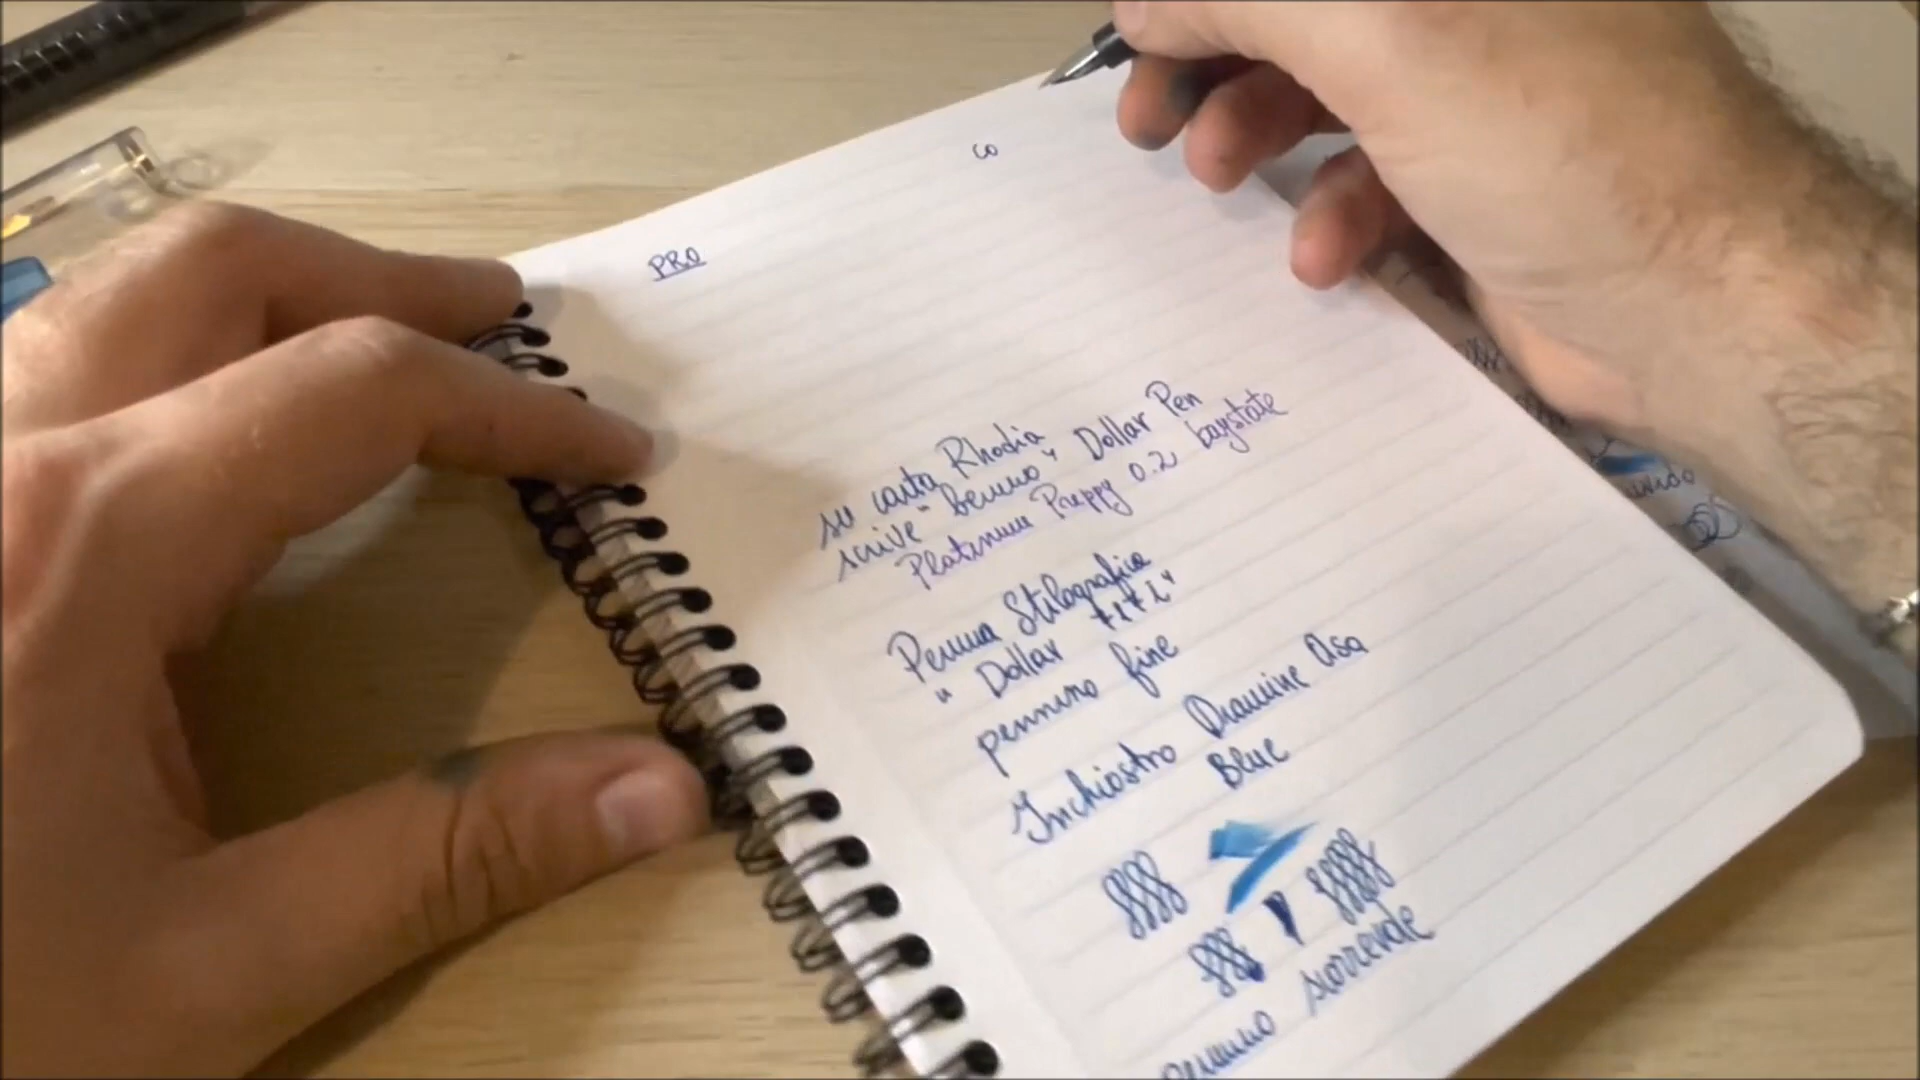 PRO
co
su carta Rhodia
scrive "benino" Dollar Pen
Platinum Preppy 0.2 baystate
Penna Stilografica
" Dollar 717i"
pennino fine
Inchiostro Diamine Asa
Blue
pennino scorrevole